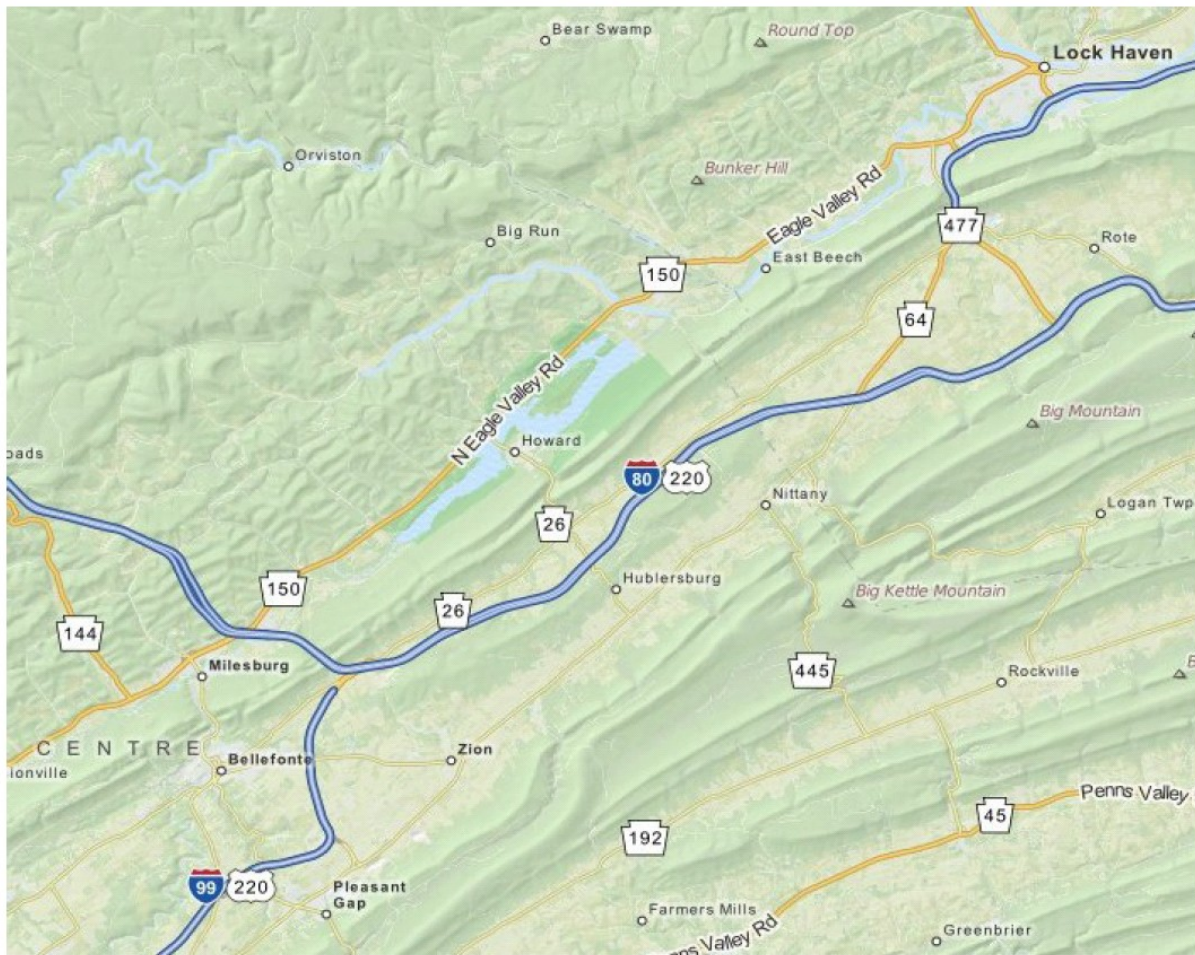 Bear Swamp
Round Top
Lock Haven
Orviston
Bunker Hill
Eagle Valley Rd
Big Run
477
Rote
East Beech
150
64
N Eagle Valley Rd
Big Mountain
Howard
oads
80
220
Nittany
Logan Twp
26
150
Hublersburg
Big Kettle Mountain
26
144
Milesburg
445
Rockville
B
CENTRE
Zion
Bellefonte
ionville
Penns Valley
45
192
99
220
Pleasant
Gap
Farmers Mills
nns Valley Rd
Greenbrier